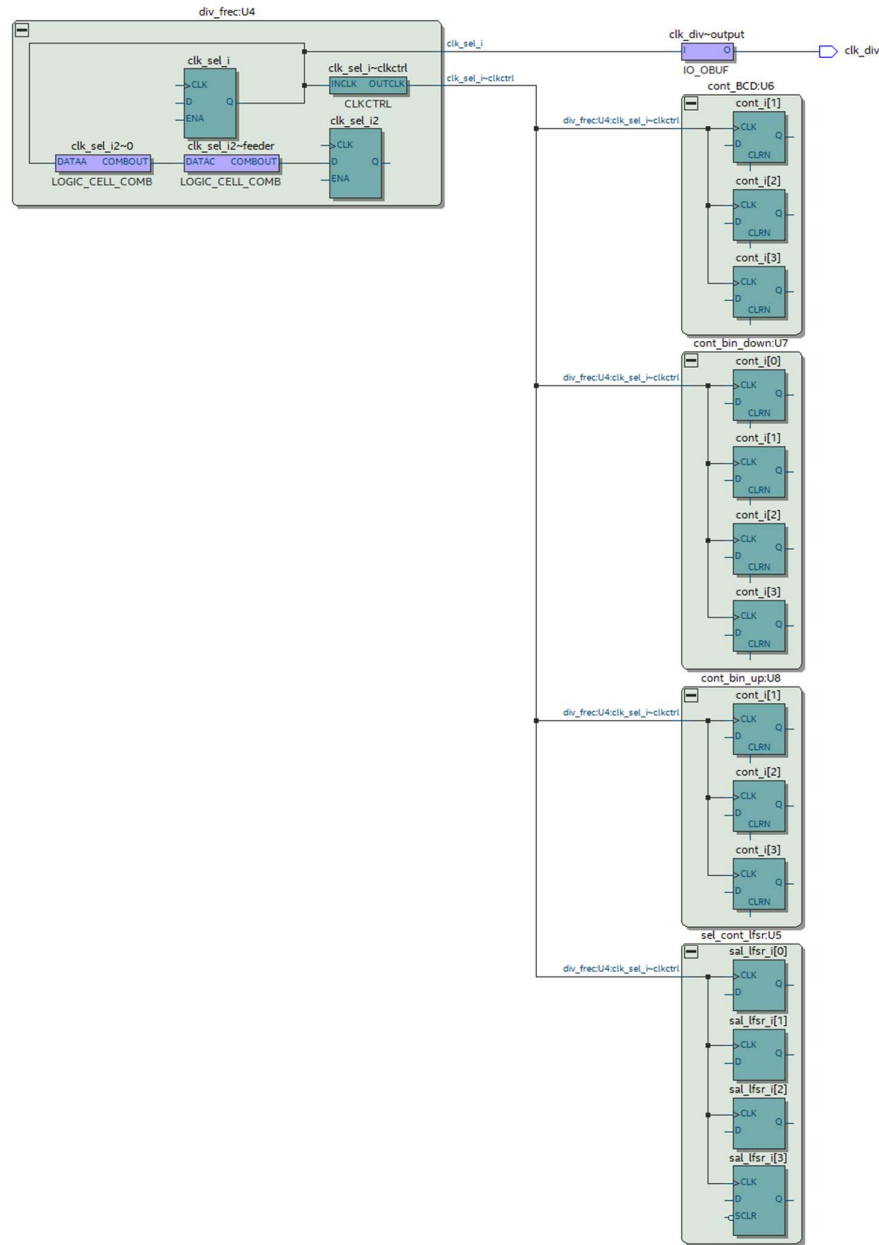 div_frec:U4
clk_sel_i
clk_div~output
I O
clk_div
IO_OBUF
clk_sel_i
CLK
D Q
ENA
clk_sel_i~clkctrl
INCLK OUTCLK
CLKCTRL
clk_sel_i~clkctrl
clk_sel_i2
CLK
D Q
ENA
clk_sel_i2~0
DATAA COMBOUT
LOGIC_CELL_COMB
clk_sel_i2~feeder
DATAC COMBOUT
LOGIC_CELL_COMB
cont_BCD:U6
div_frec:U4:clk_sel_i~clkctrl
cont_i[1]
CLK
D Q
CLRN
cont_i[2]
CLK
D Q
CLRN
cont_i[3]
CLK
D Q
CLRN
cont_bin_down:U7
div_frec:U4:clk_sel_i~clkctrl
cont_i[0]
CLK
D Q
CLRN
cont_i[1]
CLK
D Q
CLRN
cont_i[2]
CLK
D Q
CLRN
cont_i[3]
CLK
D Q
CLRN
cont_bin_up:U8
div_frec:U4:clk_sel_i~clkctrl
cont_i[1]
CLK
D Q
CLRN
cont_i[2]
CLK
D Q
CLRN
cont_i[3]
CLK
D Q
CLRN
sel_cont_lfsr:U5
div_frec:U4:clk_sel_i~clkctrl
sal_lfsr_i[0]
CLK
D Q
sal_lfsr_i[1]
CLK
D Q
sal_lfsr_i[2]
CLK
D Q
sal_lfsr_i[3]
CLK
D Q
SCLR